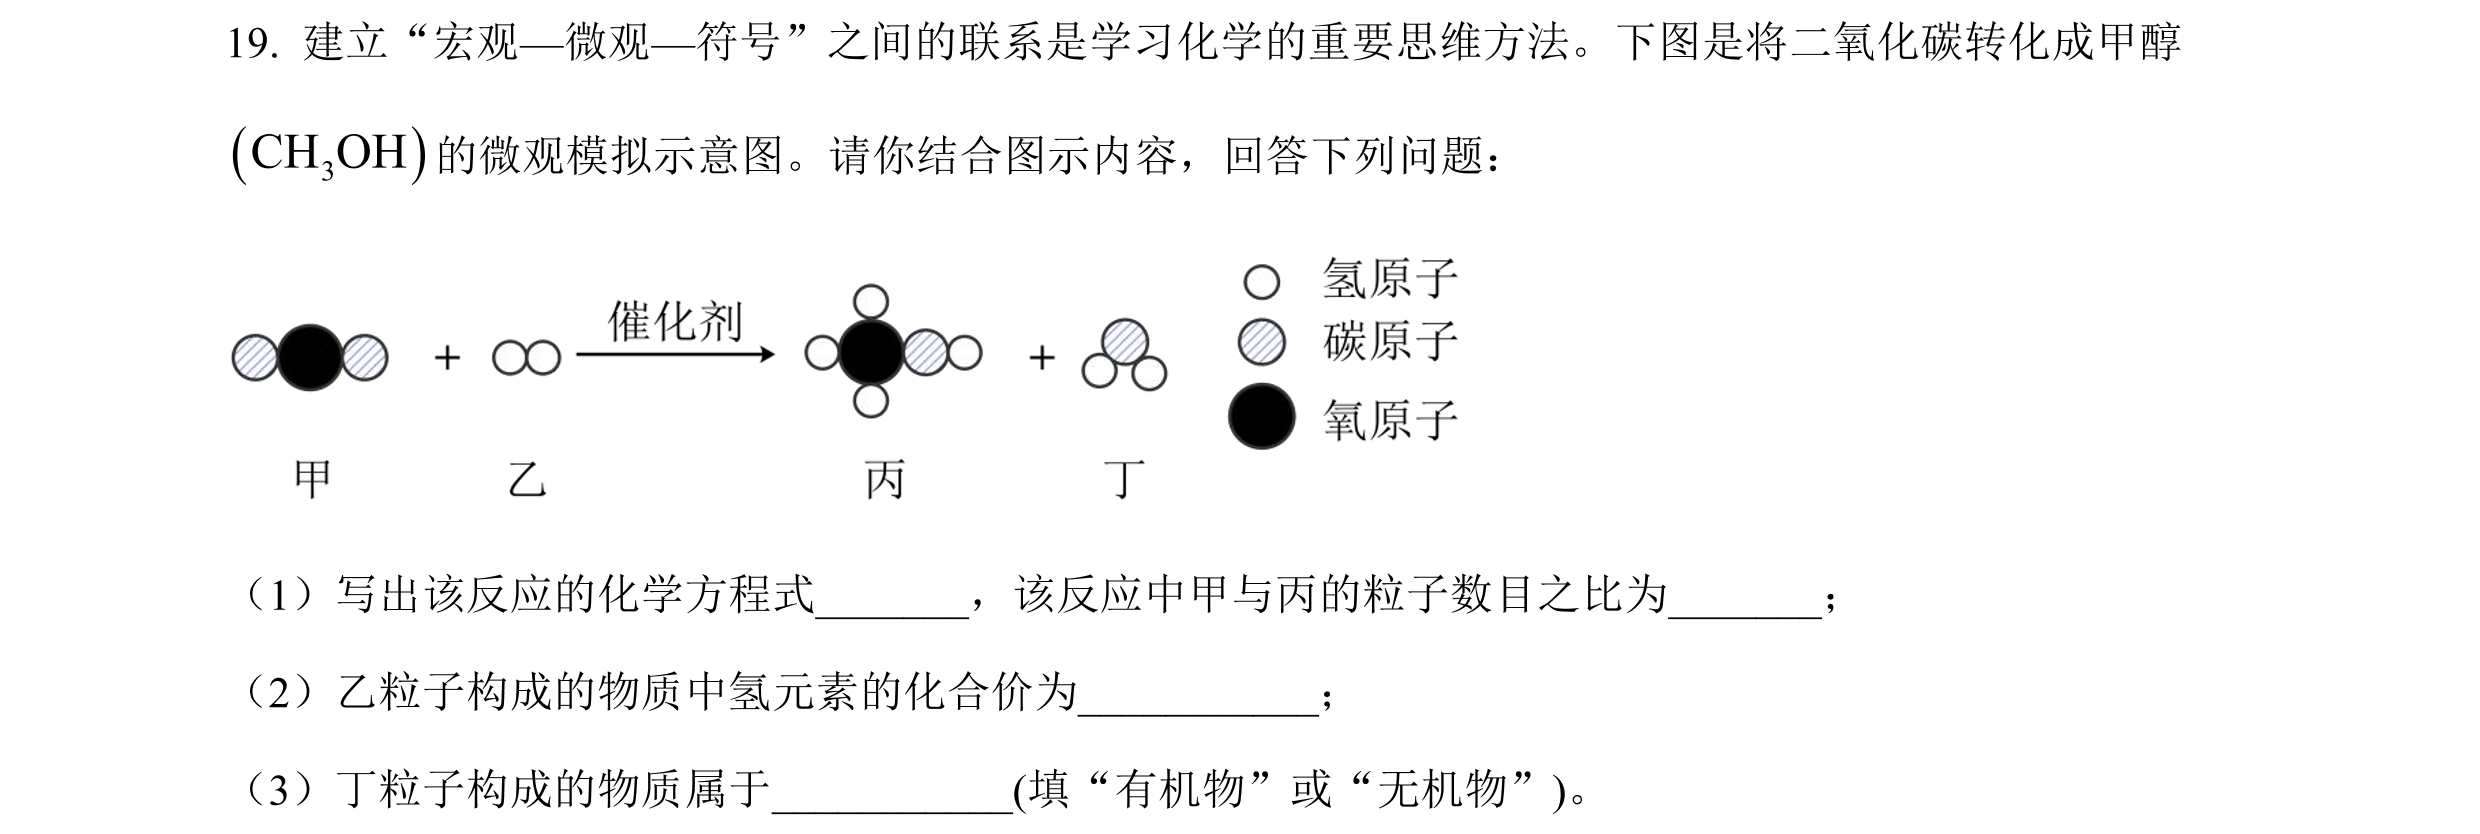 19. 建立“宏观—微观—符号”之间的联系是学习化学的重要思维方法。下图是将二氧化碳转化成甲醇
(CH₃OH)的微观模拟示意图。请你结合图示内容，回答下列问题：
氢原子
+ 催化剂 + 碳原子
氧原子
甲 乙 丙 丁
（1）写出该反应的化学方程式_______，该反应中甲与丙的粒子数目之比为_______；
（2）乙粒子构成的物质中氢元素的化合价为___________；
（3）丁粒子构成的物质属于___________(填“有机物”或“无机物”)。